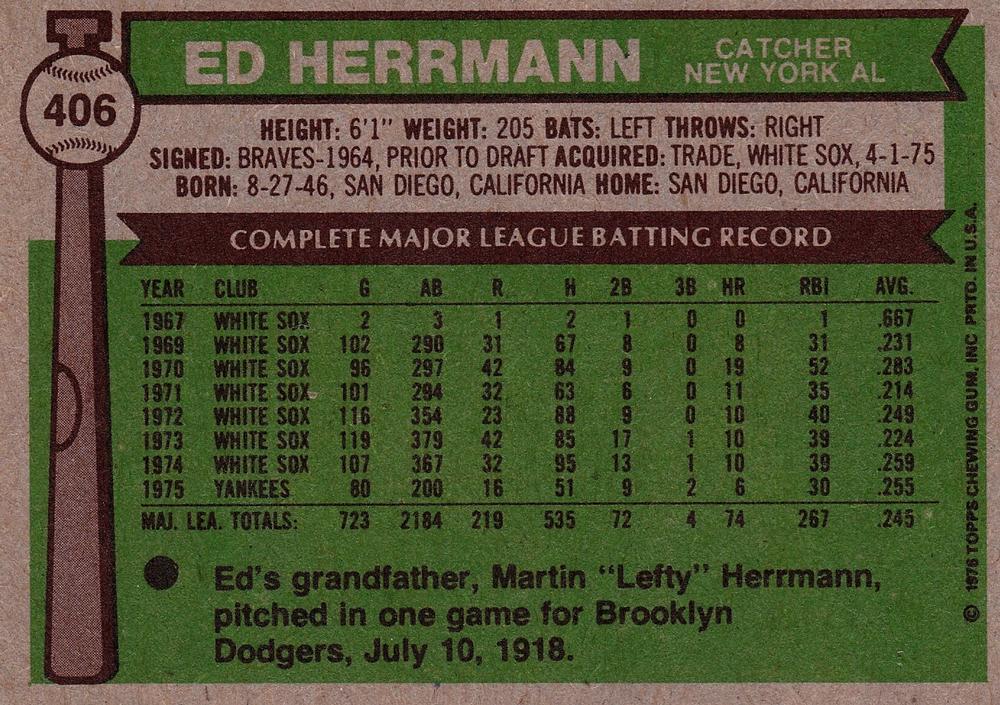 406
ED HERRMANN
CATCHER
NEW YORK AL
HEIGHT: 6'1" WEIGHT: 205 BATS: LEFT THROWS: RIGHT
SIGNED: BRAVES-1964, PRIOR TO DRAFT ACQUIRED: TRADE, WHITE SOX, 4-1-75
BORN: 8-27-46, SAN DIEGO, CALIFORNIA HOME: SAN DIEGO, CALIFORNIA
COMPLETE MAJOR LEAGUE BATTING RECORD
YEAR CLUB G AB R H 2B 3B HR RBI AVG.
1967 WHITE SOX 2 3 1 2 1 0 0 1 .667
1969 WHITE SOX 102 290 31 67 8 0 8 31 .231
1970 WHITE SOX 96 297 42 84 9 0 19 52 .283
1971 WHITE SOX 101 294 32 63 6 0 11 35 .214
1972 WHITE SOX 116 354 23 88 9 0 10 40 .249
1973 WHITE SOX 119 379 42 85 17 1 10 39 .224
1974 WHITE SOX 107 367 32 95 13 1 10 39 .259
1975 YANKEES 80 200 16 51 9 2 6 30 .255
MAJ. LEA. TOTALS: 723 2184 219 535 72 4 74 267 .245
Ed's grandfather, Martin "Lefty" Herrmann,
pitched in one game for Brooklyn
Dodgers, July 10, 1918.
© 1976 TOPPS CHEWING GUM, INC PRTD. IN U.S.A.